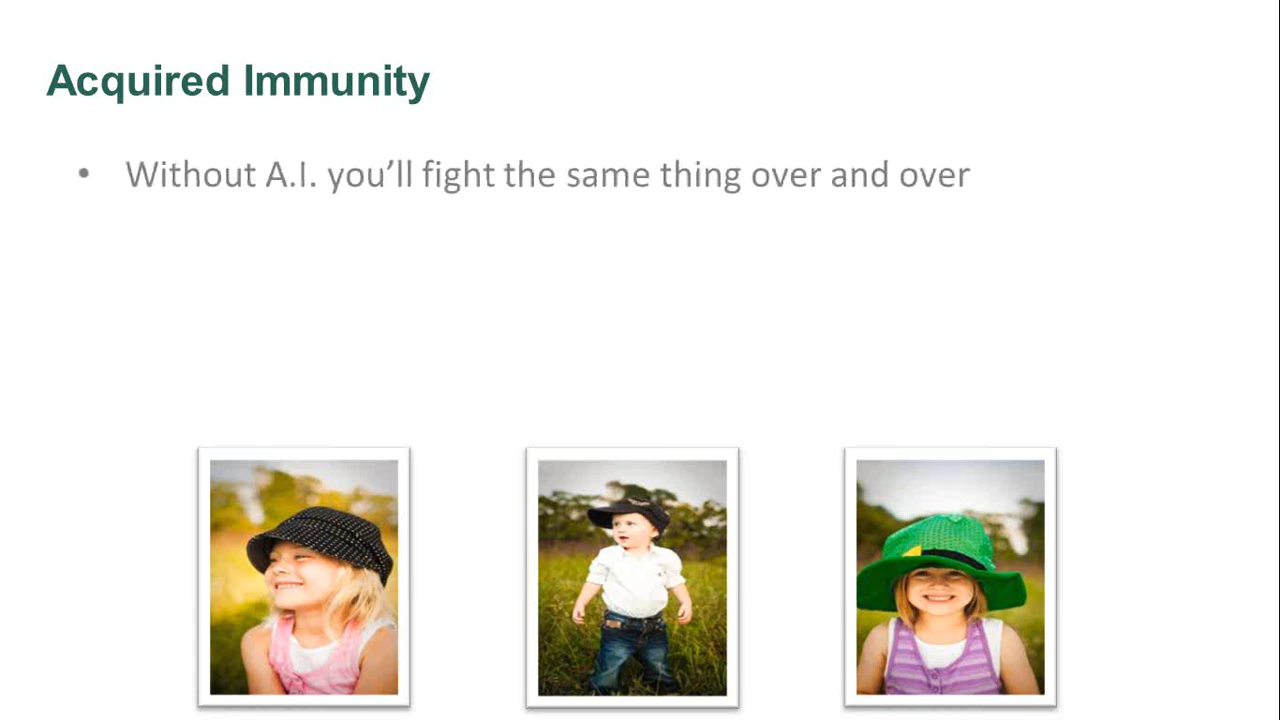 Acquired Immunity
• Without A.I. you’ll fight the same thing over and over